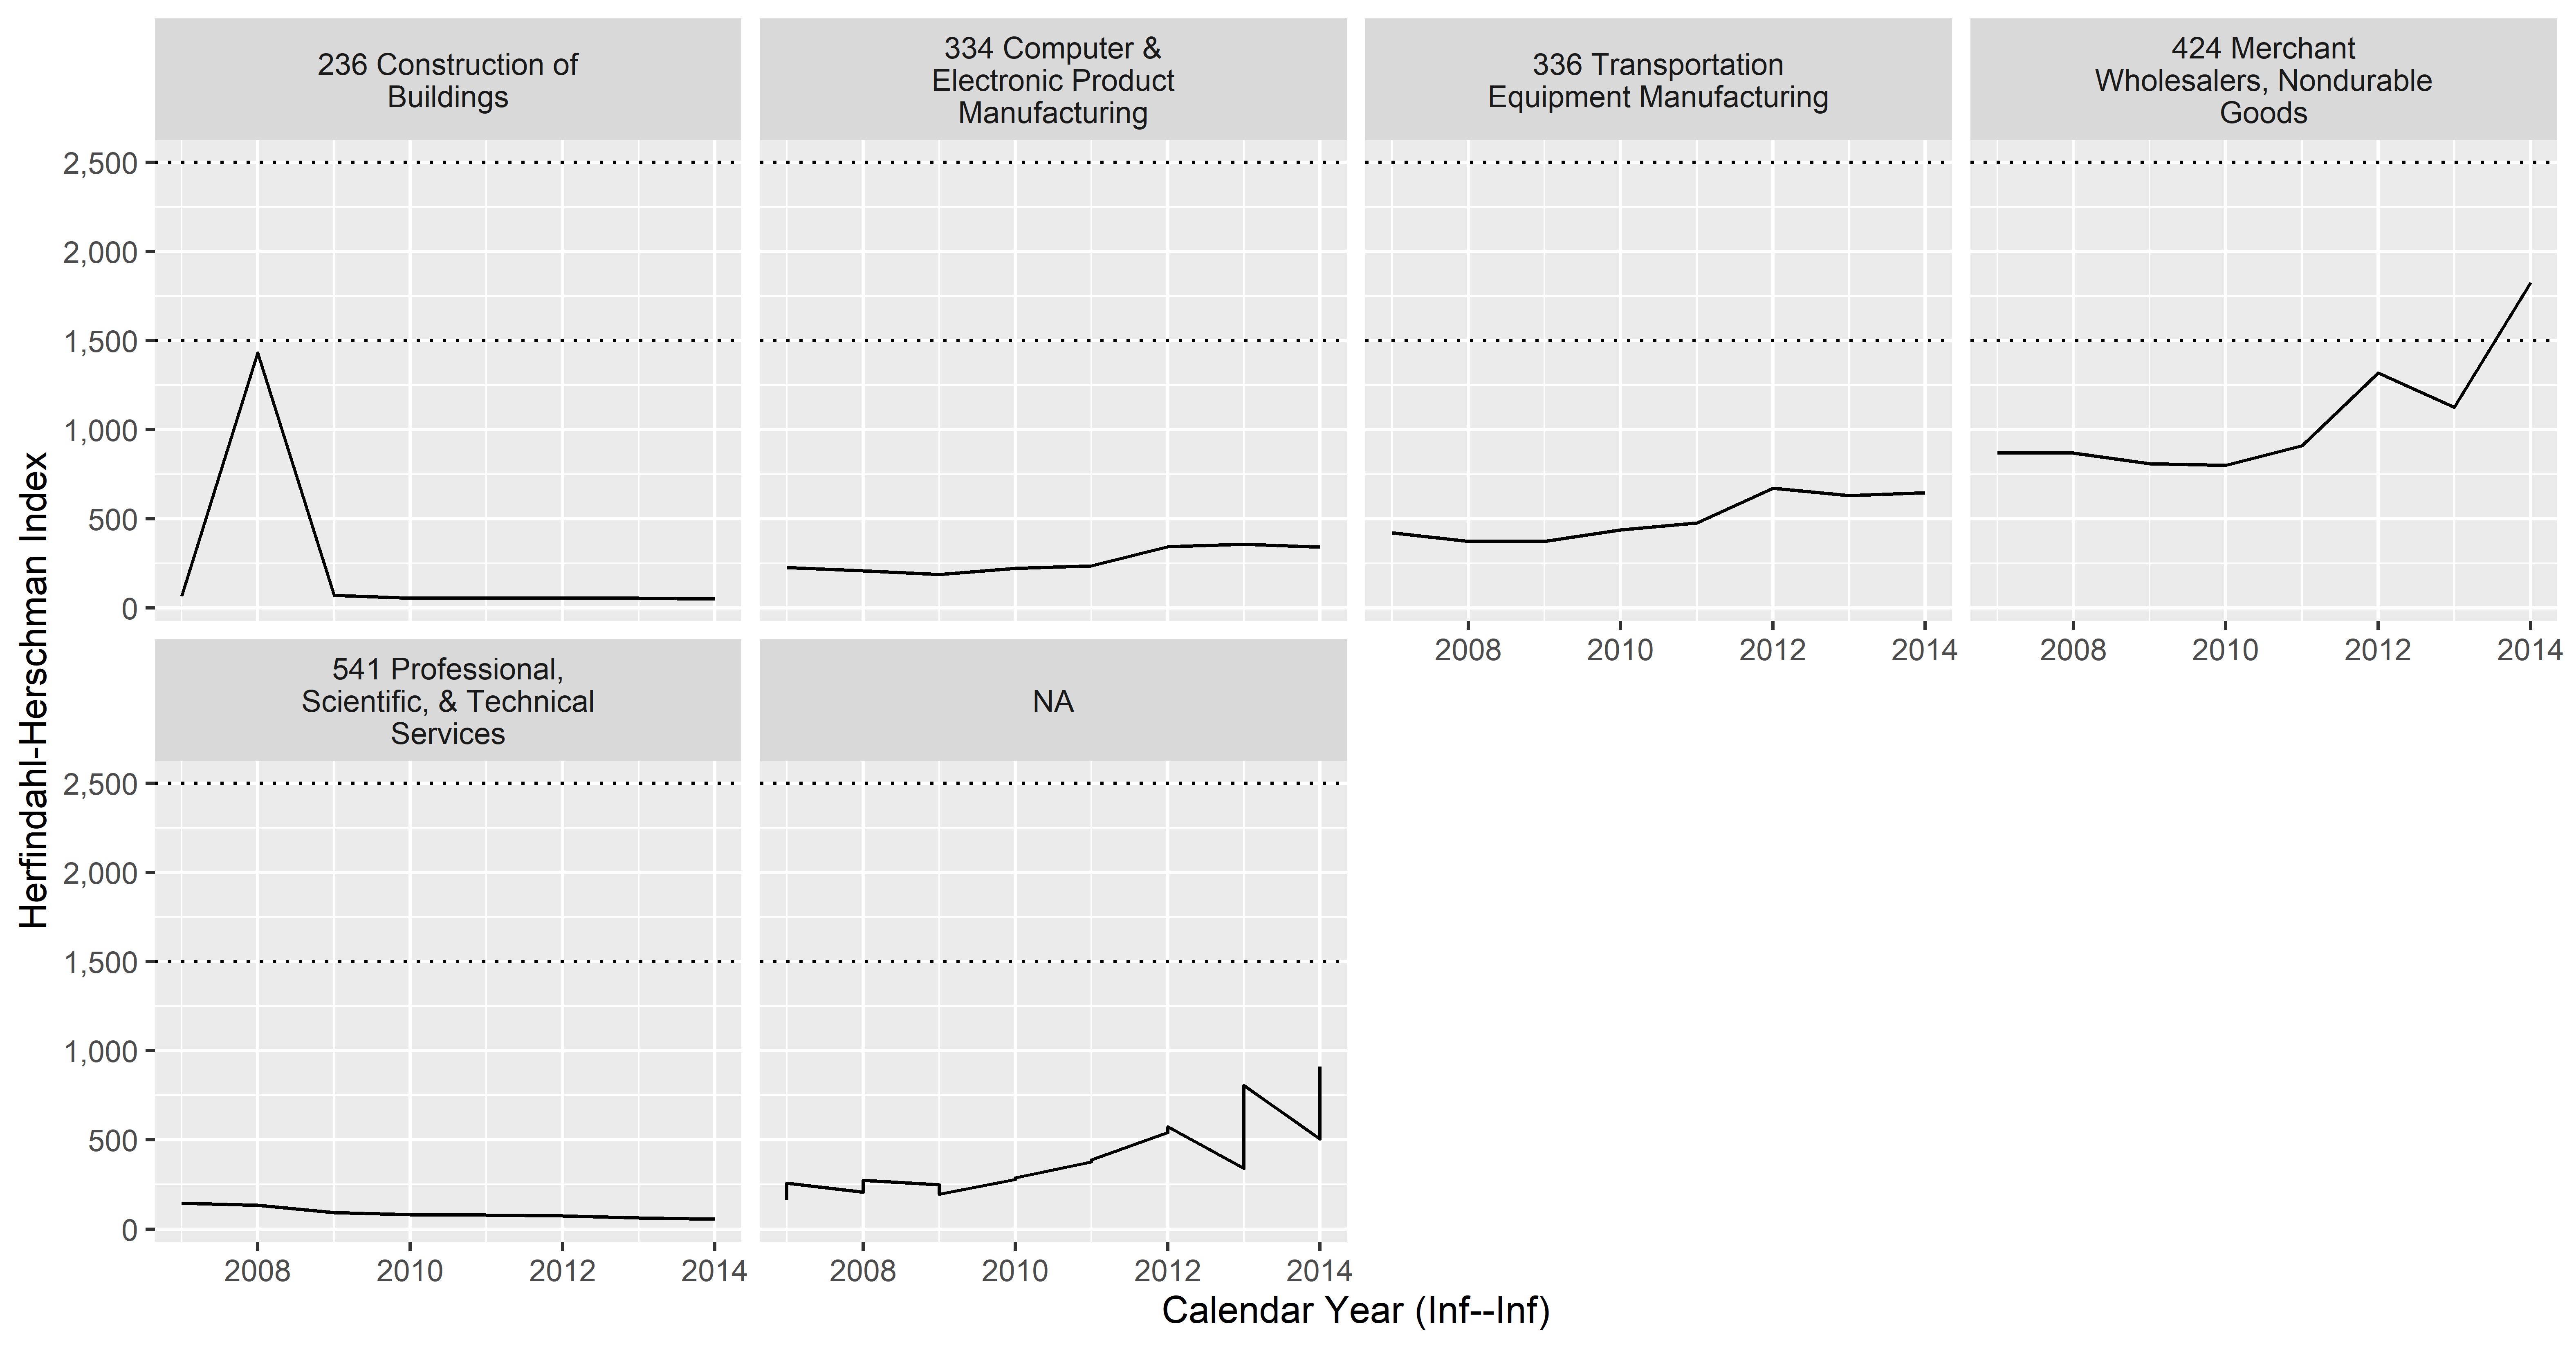 236 Construction of
Buildings
334 Computer &
Electronic Product
Manufacturing
336 Transportation
Equipment Manufacturing
424 Merchant
Wholesalers, Nondurable
Goods
2,500
2,000
1,500
1,000
500
0
2008 2010 2012 2014
2008 2010 2012 2014
541 Professional,
Scientific, & Technical
Services
NA
2,500
2,000
1,500
1,000
500
0
2008 2010 2012 2014
2008 2010 2012 2014
Herfindahl-Herschman Index
Calendar Year (Inf--Inf)